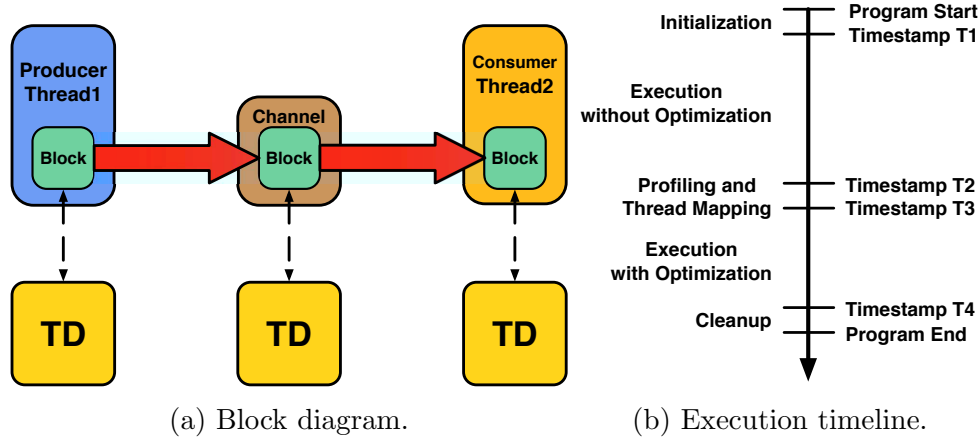 Producer
Thread1
Block
Channel
Block
Consumer
Thread2
Block
TD
TD
TD
(a) Block diagram.
Initialization
Program Start
Timestamp T1
Execution
without Optimization
Profiling and
Thread Mapping
Timestamp T2
Timestamp T3
Execution
with Optimization
Cleanup
Timestamp T4
Program End
(b) Execution timeline.